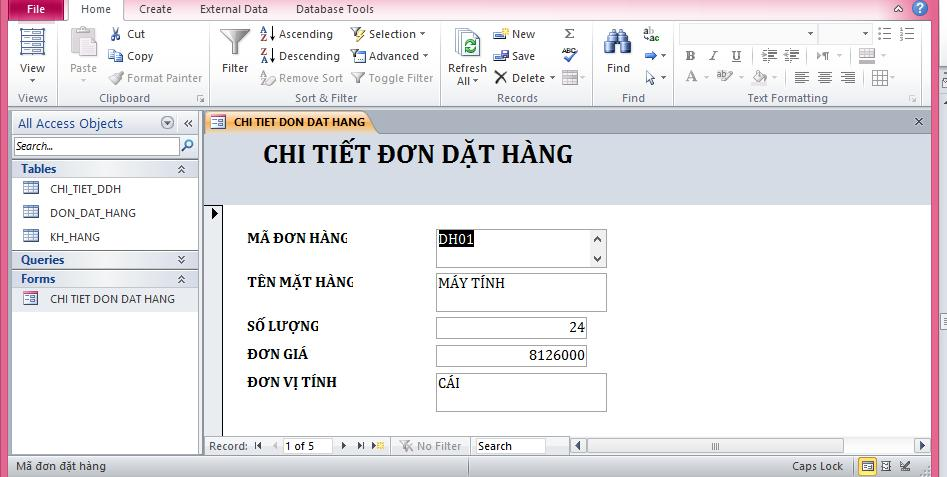 File Home Create External Data Database Tools
View
Paste
Cut
Copy
Format Painter
Filter
Ascending
Descending
Remove Sort
Selection
Advanced
Toggle Filter
Refresh All
New
Save
Delete
Σ
ABC
Find
ab ac
B I U
A ab A
Views Clipboard Sort & Filter Records Find Text Formatting
All Access Objects «
Search...
Tables
CHI_TIET_DDH
DON_DAT_HANG
KH_HANG
Queries
Forms
CHI TIET DON DAT HANG
CHI TIET DON DAT HANG
CHI TIẾT ĐƠN DẶT HÀNG
MÃ ĐƠN HÀNG DH01
TÊN MẶT HÀNG MÁY TÍNH
SỐ LƯỢNG 24
ĐƠN GIÁ 8126000
ĐƠN VỊ TÍNH CÁI
Record: 1 of 5 No Filter Search
Mã đơn đặt hàng Caps Lock